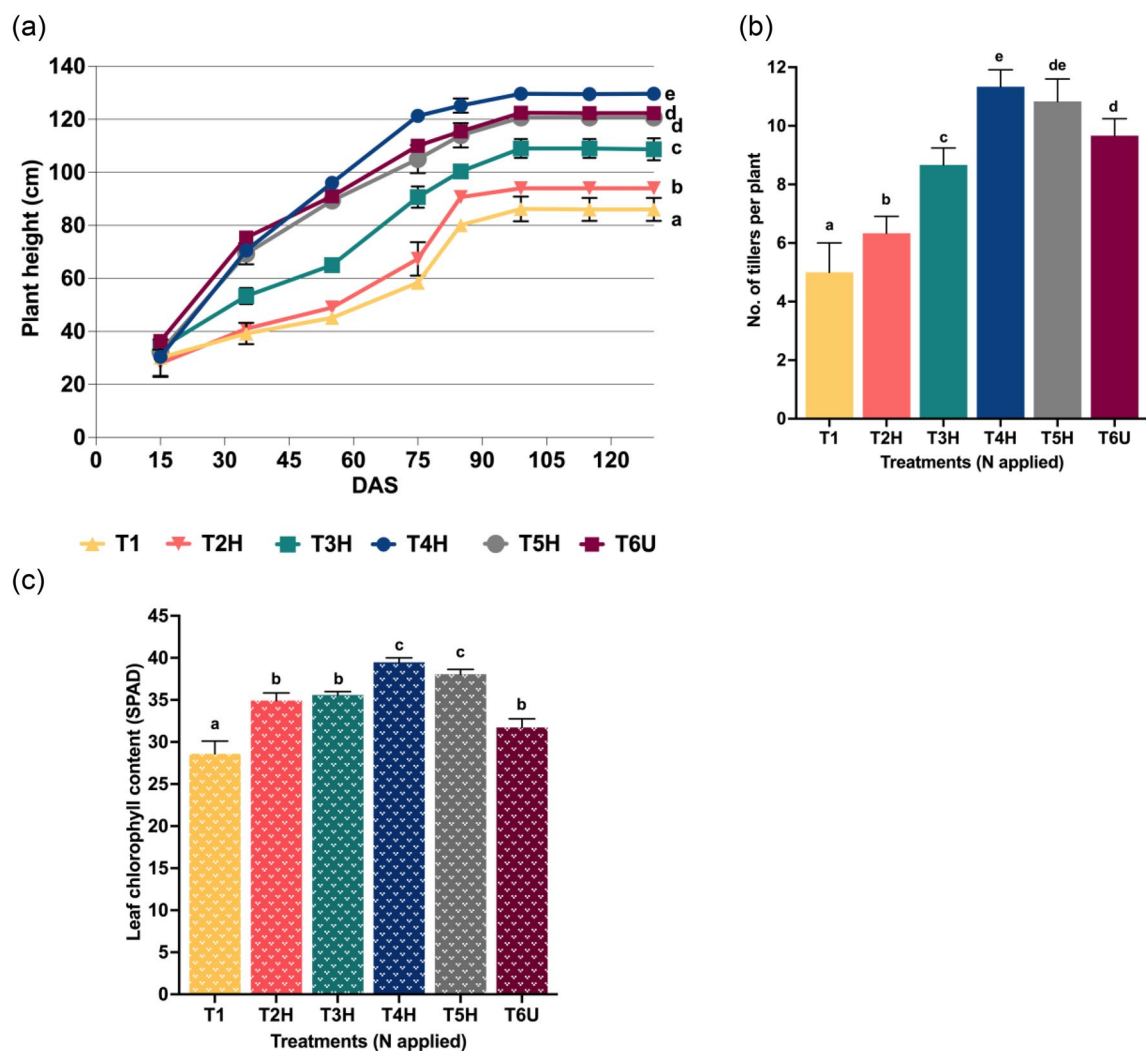 (a)
Plant height (cm)
140
120
100
80
60
40
20
0
0 15 30 45 60 75 90 105 120
DAS
e
d
d
c
b
a
T1 T2H T3H T4H T5H T6U
(b)
No. of tillers per plant
12
10
8
6
4
2
0
a b c e de d
T1 T2H T3H T4H T5H T6U
Treatments (N applied)
(c)
Leaf chlorophyll content (SPAD)
45
40
35
30
25
20
15
10
5
0
a b b c c b
T1 T2H T3H T4H T5H T6U
Treatments (N applied)